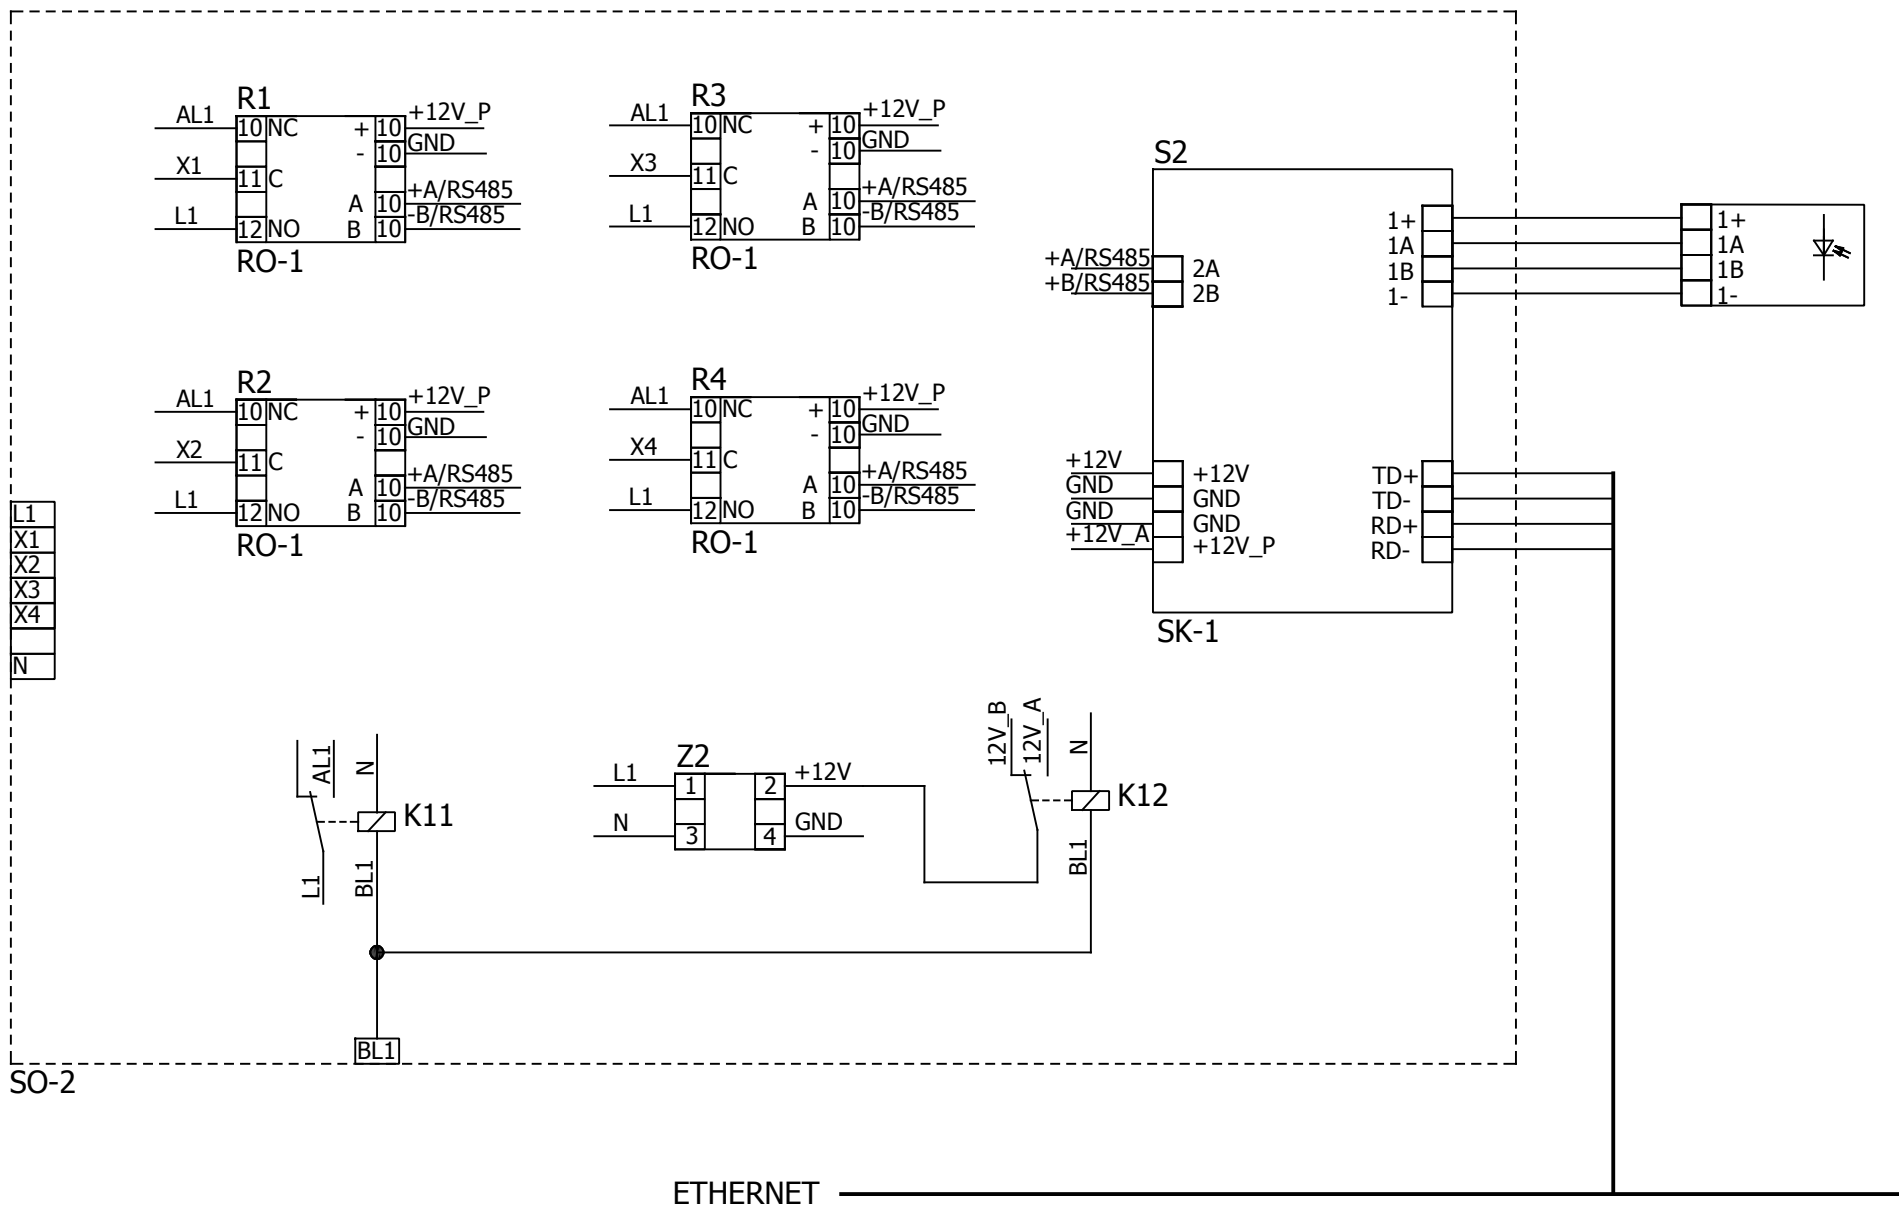 R1
AL1
10 NC + 10 +12V_P
- 10 GND
X1
11 C
A 10 +A/RS485
L1
12 NO B 10 -B/RS485
RO-1
R3
AL1
10 NC + 10 +12V_P
- 10 GND
X3
11 C
A 10 +A/RS485
L1
12 NO B 10 -B/RS485
RO-1
S2
+A/RS485 2A
+B/RS485 2B
1+
1A
1B
1-
1+
1A
1B
1-
R2
AL1
10 NC + 10 +12V_P
- 10 GND
X2
11 C
A 10 +A/RS485
L1
12 NO B 10 -B/RS485
RO-1
R4
AL1
10 NC + 10 +12V_P
- 10 GND
X4
11 C
A 10 +A/RS485
L1
12 NO B 10 -B/RS485
RO-1
+12V +12V
GND GND
GND GND
+12V_A +12V_P
TD+
TD-
RD+
RD-
SK-1
L1
X1
X2
X3
X4
N
AL1
N
K11
L1
BL1
Z2
L1 1 2 +12V
N 3 4 GND
12V_B
12V_A
N
K12
BL1
BL1
SO-2
ETHERNET